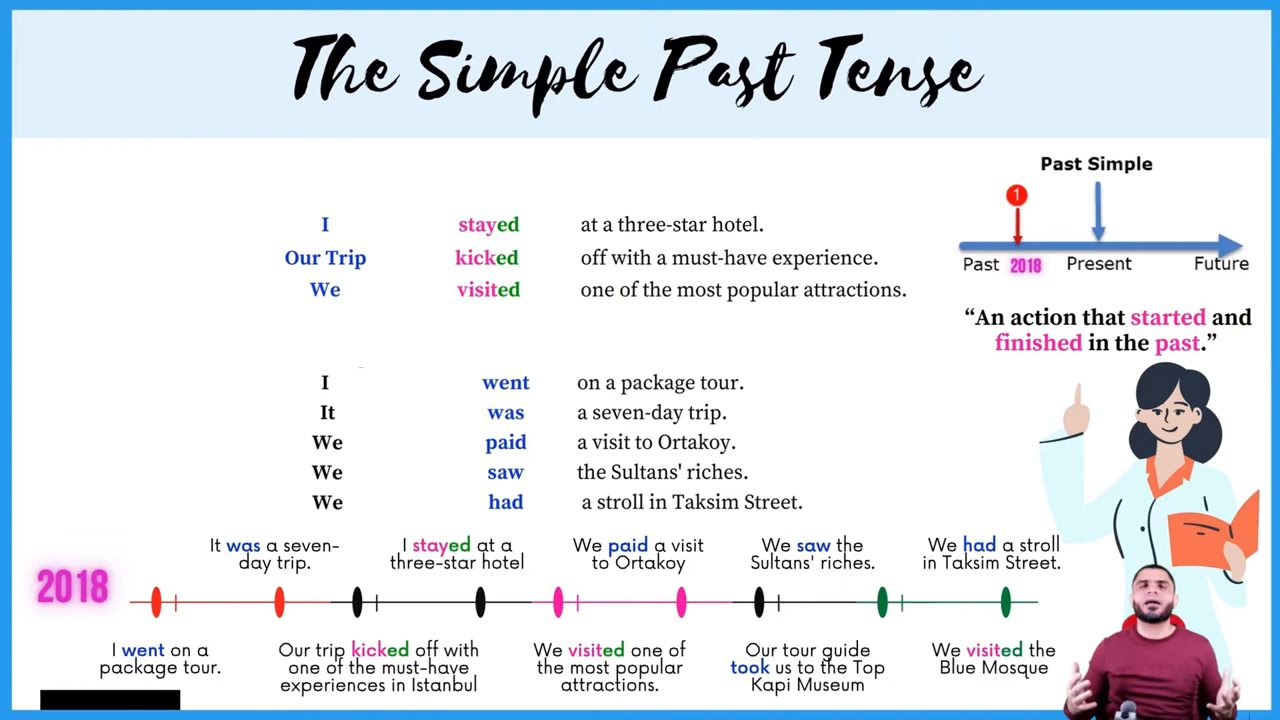 The Simple Past Tense
Past Simple
1
Past 2018 Present Future
“An action that started and
finished in the past.”
I stayed at a three-star hotel.
Our Trip kicked off with a must-have experience.
We visited one of the most popular attractions.
I went on a package tour.
It was a seven-day trip.
We paid a visit to Ortakoy.
We saw the Sultans' riches.
We had a stroll in Taksim Street.
2018
It was a seven-
day trip.
I stayed at a
three-star hotel
We paid a visit
to Ortakoy
We saw the
Sultans' riches.
We had a stroll
in Taksim Street.
I went on a
package tour.
Our trip kicked off with
one of the must-have
experiences in Istanbul
We visited one of
the most popular
attractions.
Our tour guide
took us to the Top
Kapi Museum
We visited the
Blue Mosque